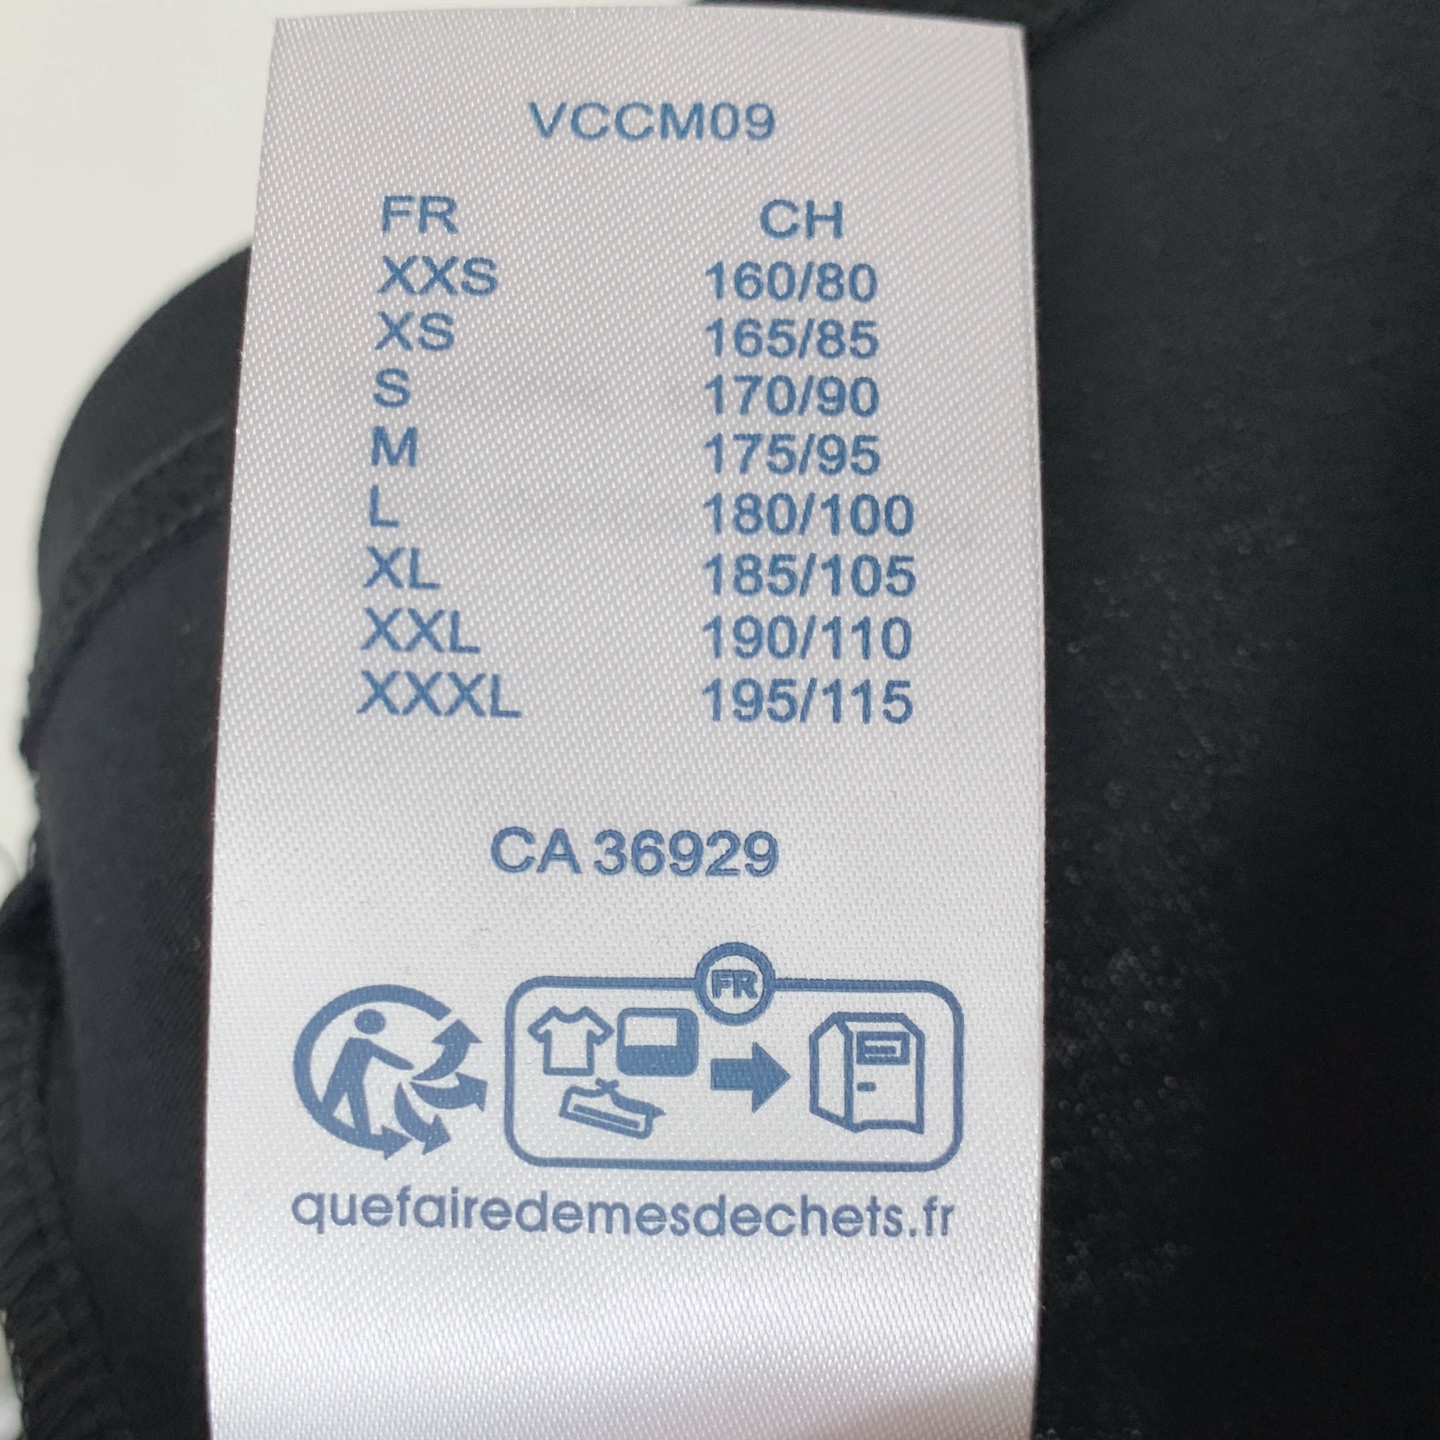 VCCM09
FR CH
XXS 160/80
XS 165/85
S 170/90
M 175/95
L 180/100
XL 185/105
XXL 190/110
XXXL 195/115
CA 36929
FR
quefairedemesdechets.fr